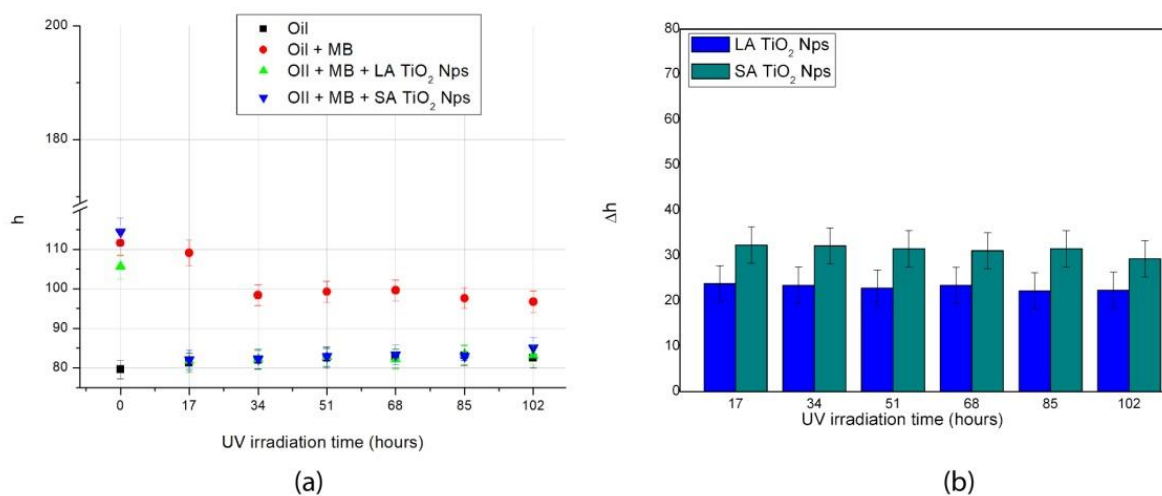 200
180
110
100
90
80
h
0 17 34 51 68 85 102
UV irradiation time (hours)
Oil
Oil + MB
OIl + MB + LA TiO₂ Nps
OIl + MB + SA TiO₂ Nps
(a)
80
70
60
50
40
30
20
10
0
Δh
17 34 51 68 85 102
UV irradiation time (hours)
LA TiO₂ Nps
SA TiO₂ Nps
(b)